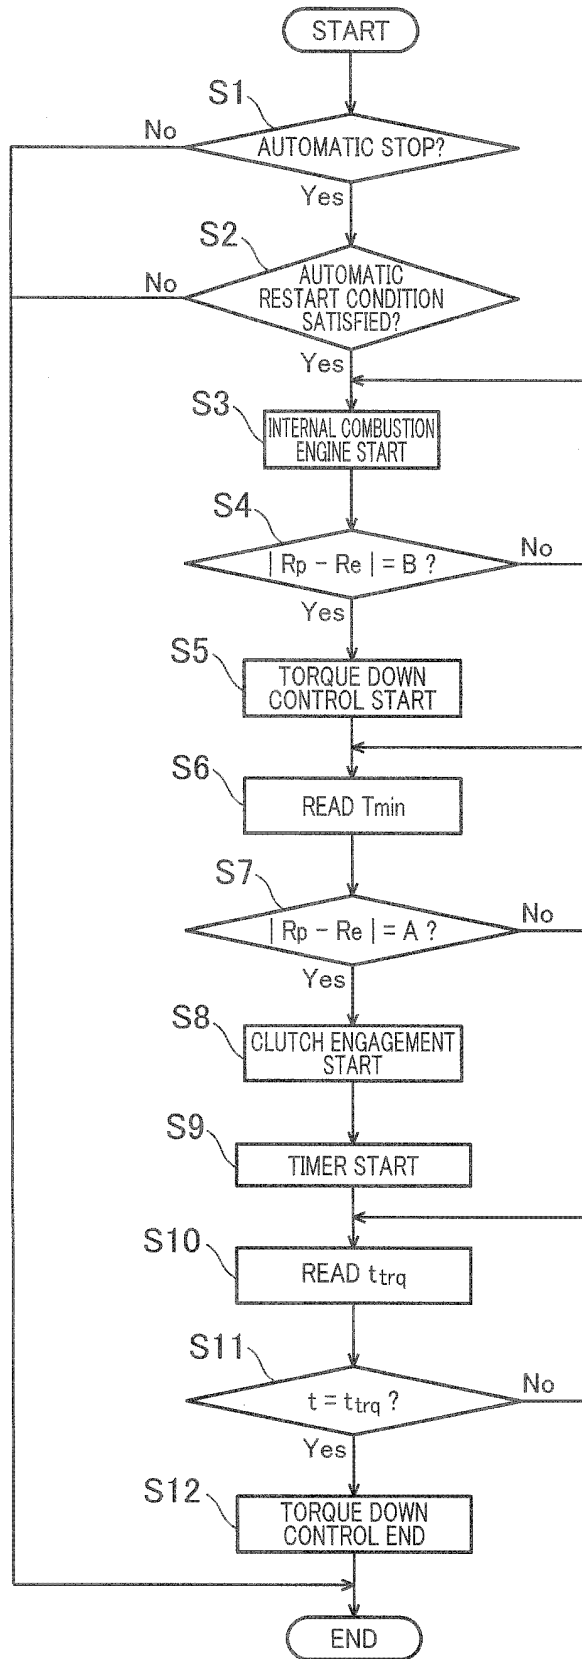 START
S1
No
AUTOMATIC STOP?
Yes
S2
No
AUTOMATIC
RESTART CONDITION
SATISFIED?
Yes
S3
INTERNAL COMBUSTION
ENGINE START
S4
| Rp - Re | = B ?
No
Yes
S5
TORQUE DOWN
CONTROL START
S6
READ Tmin
S7
| Rp - Re | = A ?
No
Yes
S8
CLUTCH ENGAGEMENT
START
S9
TIMER START
S10
READ ttrq
S11
t = ttrq ?
No
Yes
S12
TORQUE DOWN
CONTROL END
END